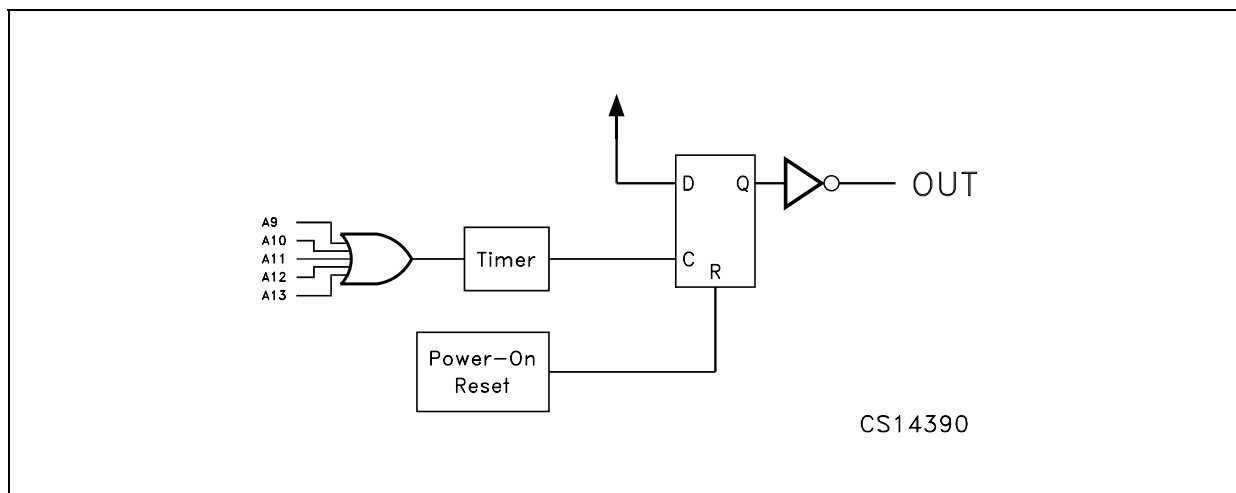 D
Q
OUT
A9
A10
A11
A12
A13
Timer
C
R
Power-On
Reset
CS14390